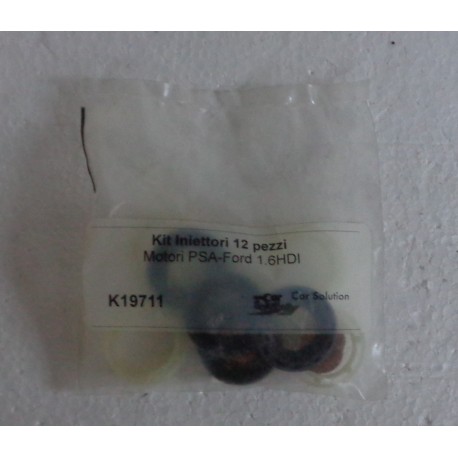 Kit Iniettori 12 pezzi
Motori PSA-Ford 1.6HDI
K19711
Car Solution